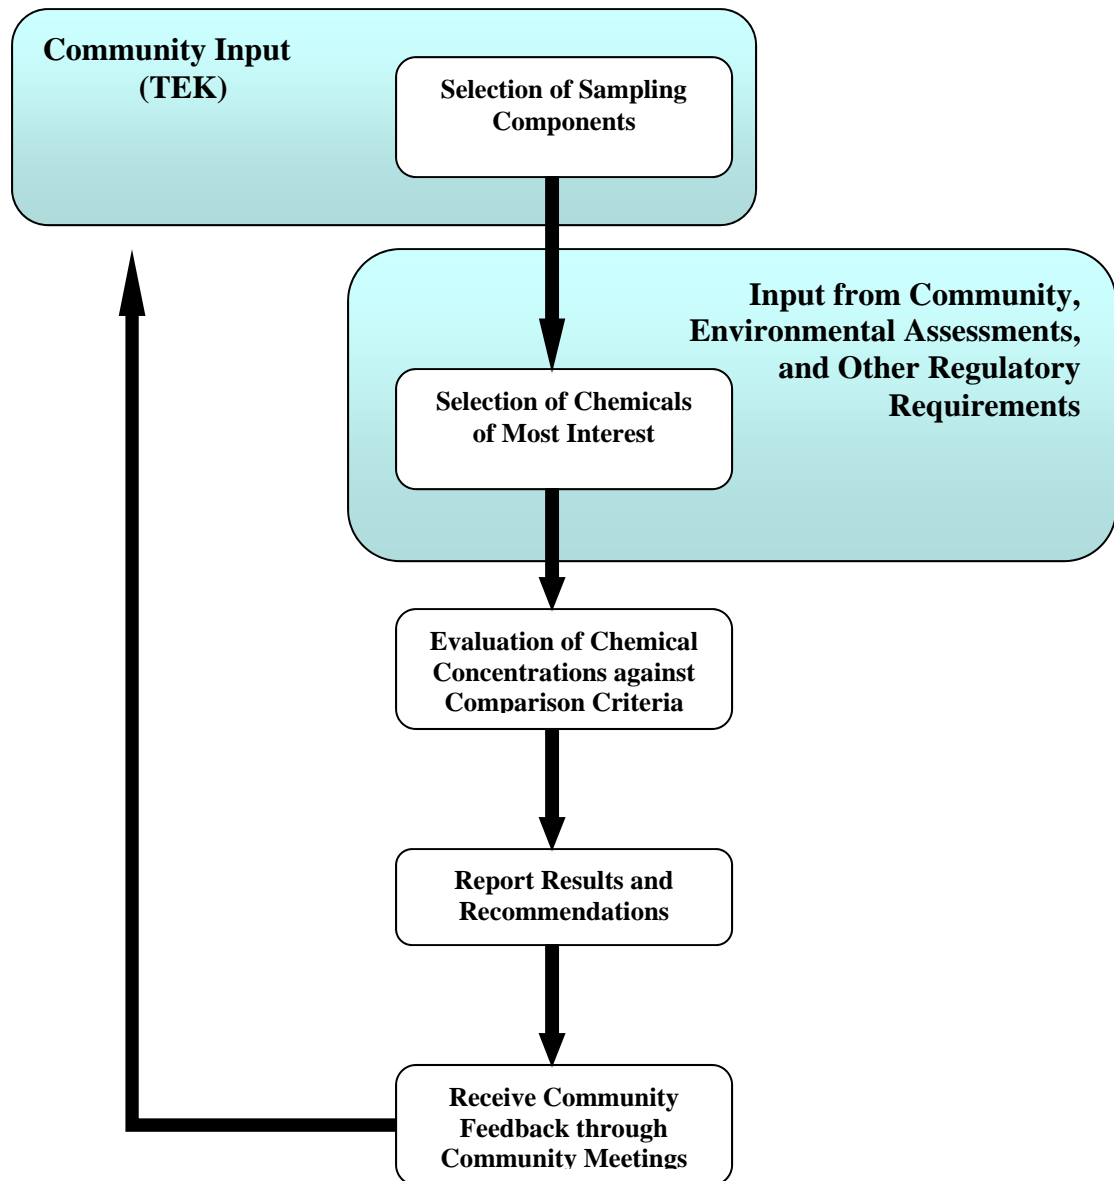 Community Input
(TEK)
Selection of Sampling
Components
Input from Community,
Environmental Assessments,
and Other Regulatory
Requirements
Selection of Chemicals
of Most Interest
Evaluation of Chemical
Concentrations against
Comparison Criteria
Report Results and
Recommendations
Receive Community
Feedback through
Community Meetings